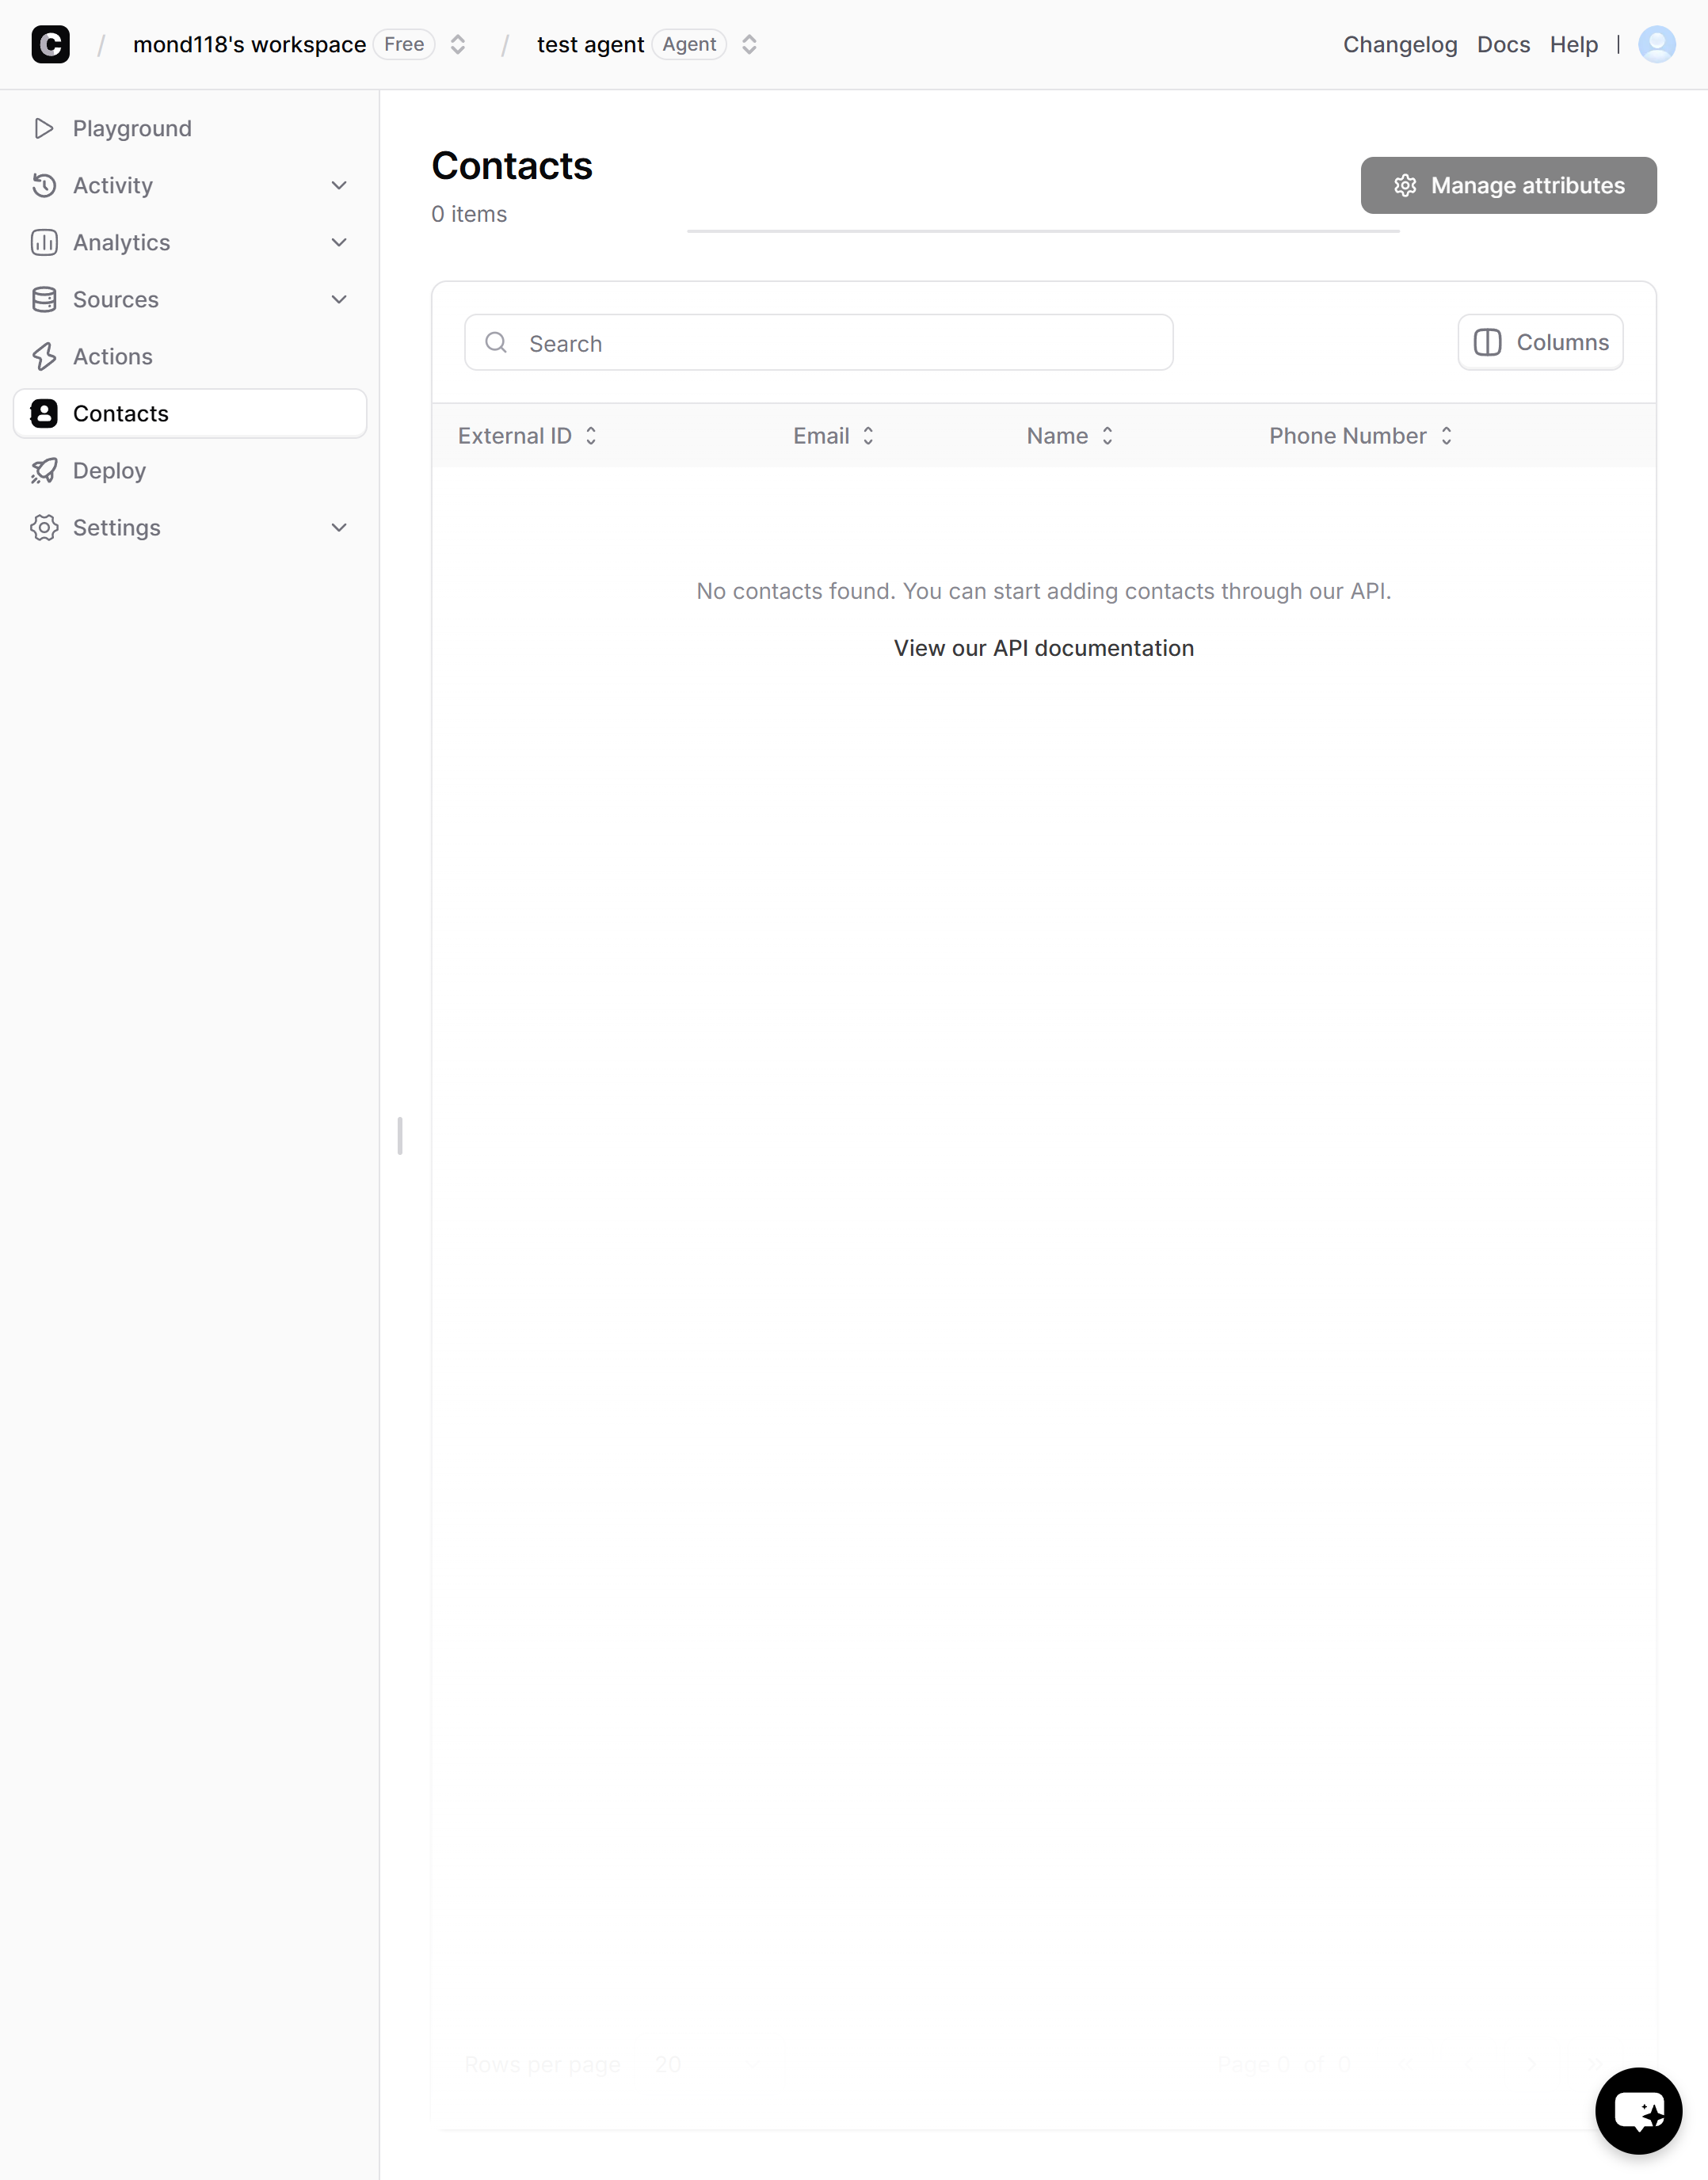 C / mond118's workspace Free / test agent Agent Changelog Docs Help |
Playground
Activity
Analytics
Sources
Actions
Contacts
Deploy
Settings
Contacts
0 items
Manage attributes
Search
Columns
External ID Email Name Phone Number
No contacts found. You can start adding contacts through our API.
View our API documentation
Rows per page 20 Page 0 of 0